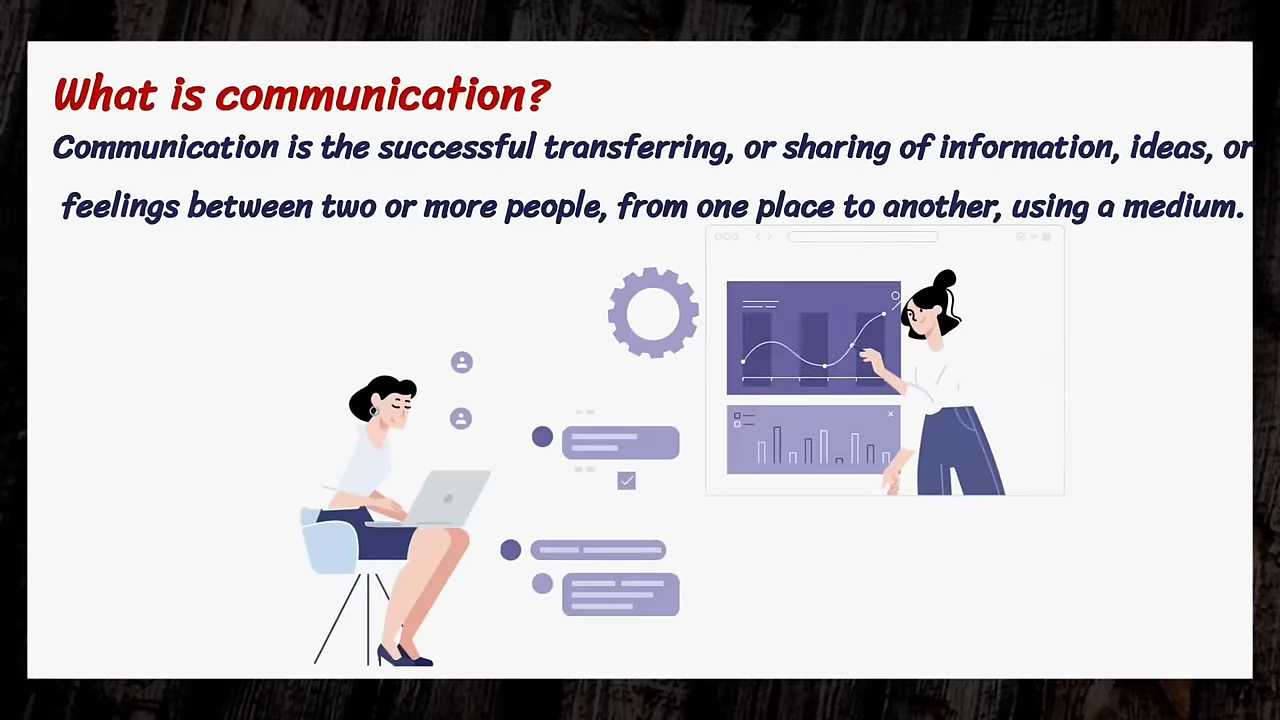 What is communication?
Communication is the successful transferring, or sharing of information, ideas, or
feelings between two or more people, from one place to another, using a medium.